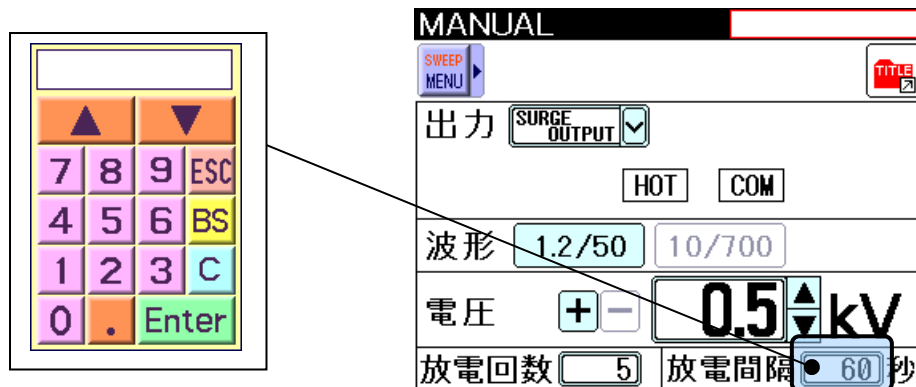 ▲ ▼
7 8 9 ESC
4 5 6 BS
1 2 3 C
0 . Enter
MANUAL
SWEEP
MENU
TITLE
出力 SURGE OUTPUT
HOT COM
波形 1.2/50 10/700
電圧 + - 0.5 kV
放電回数 5 放電間隔 60 秒